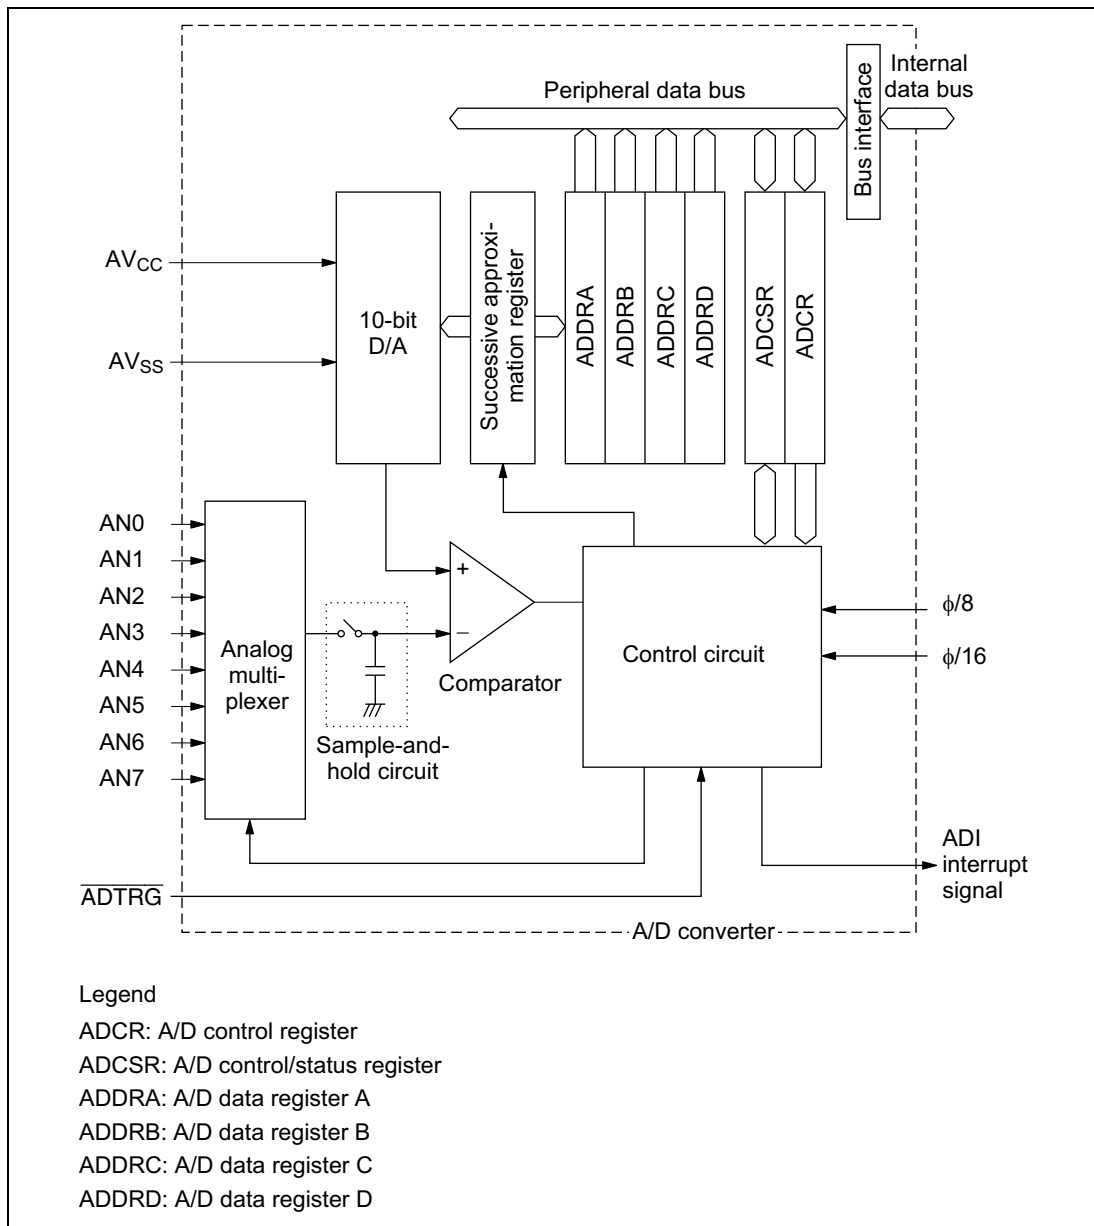 Peripheral data bus
Internal
data bus
Bus interface
AVCC
AVSS
10-bit
D/A
Successive approxi-
mation register
ADDRA
ADDRB
ADDRC
ADDRD
ADCSR
ADCR
AN0
AN1
AN2
AN3
AN4
AN5
AN6
AN7
Analog
multi-
plexer
Sample-and-
hold circuit
+
−
Comparator
Control circuit
ϕ/8
ϕ/16
ADTRG
ADI
interrupt
signal
A/D converter
Legend
ADCR: A/D control register
ADCSR: A/D control/status register
ADDRA: A/D data register A
ADDRB: A/D data register B
ADDRC: A/D data register C
ADDRD: A/D data register D